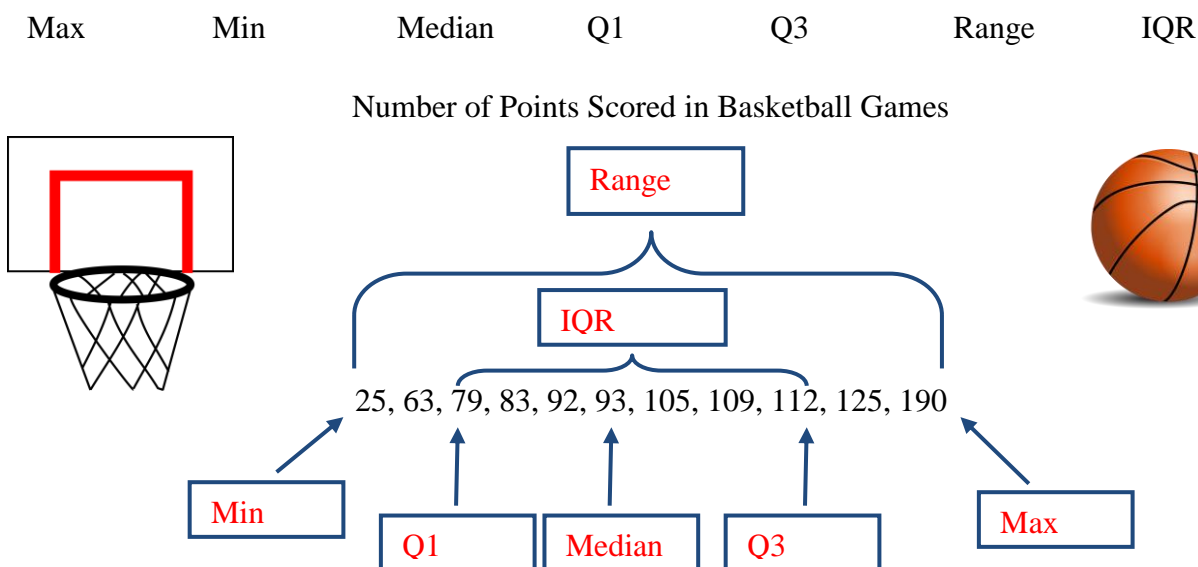 Max Min Median Q1 Q3 Range IQR
Number of Points Scored in Basketball Games
Range
IQR
25, 63, 79, 83, 92, 93, 105, 109, 112, 125, 190
Min
Q1
Median
Q3
Max